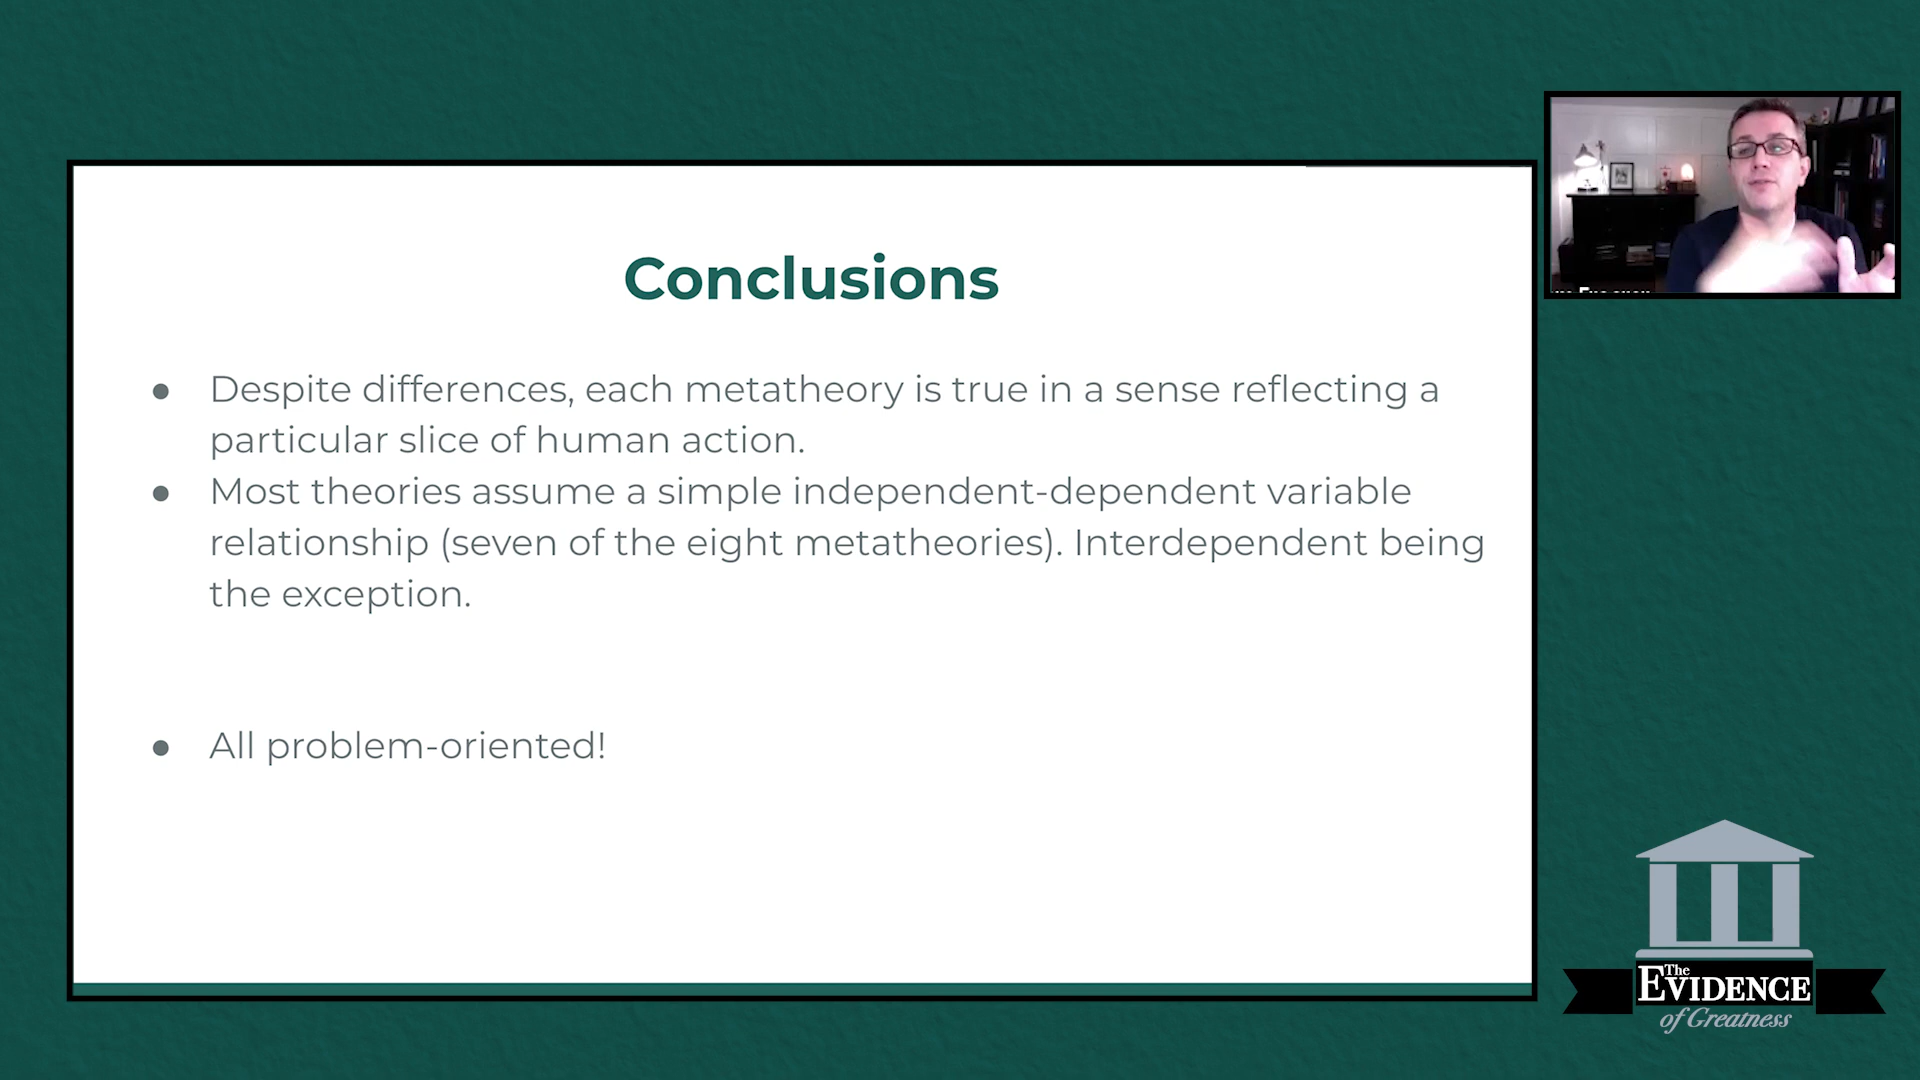 Conclusions
● Despite differences, each metatheory is true in a sense reflecting a
particular slice of human action.
● Most theories assume a simple independent-dependent variable
relationship (seven of the eight metatheories). Interdependent being
the exception.
● All problem-oriented!
The
EVIDENCE
of Greatness